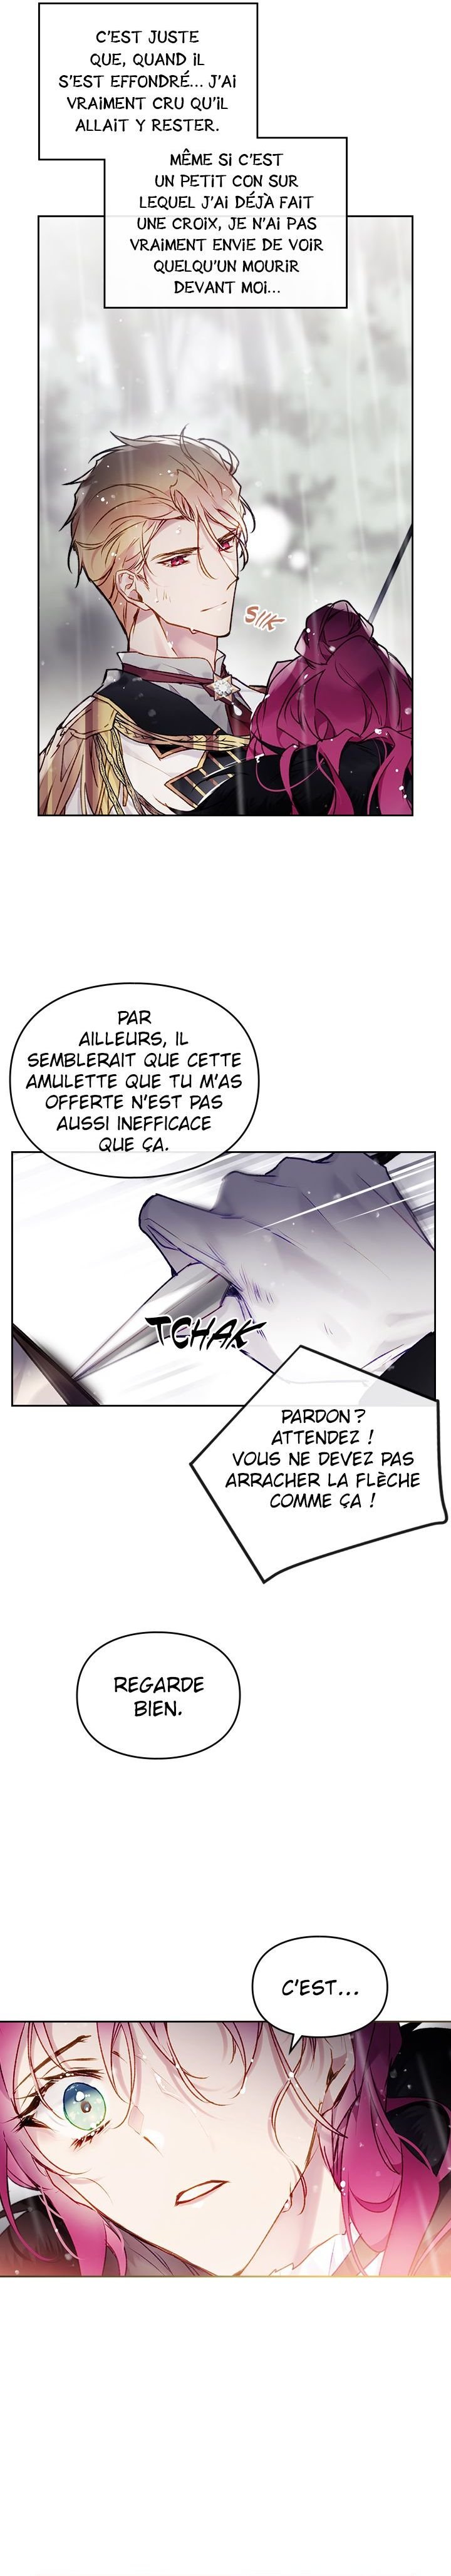 C'EST JUSTE
QUE, QUAND IL
S'EST EFFONDRÉ... J'AI
VRAIMENT CRU QU'IL
ALLAIT Y RESTER.
MÊME SI C'EST
UN PETIT CON SUR
LEQUEL J'AI DÉJÀ FAIT
UNE CROIX, JE N'AI PAS
VRAIMENT ENVIE DE VOIR
QUELQU'UN MOURIR
DEVANT MOI...
SIIK
PAR
AILLEURS, IL
SEMBLERAIT QUE CETTE
AMULETTE QUE TU M'AS
OFFERTE N'EST PAS
AUSSI INEFFICACE
QUE ÇA.
TCHAK
PARDON ?
ATTENDEZ !
VOUS NE DEVEZ PAS
ARRACHER LA FLÈCHE
COMME ÇA !
REGARDE
BIEN.
C'EST...